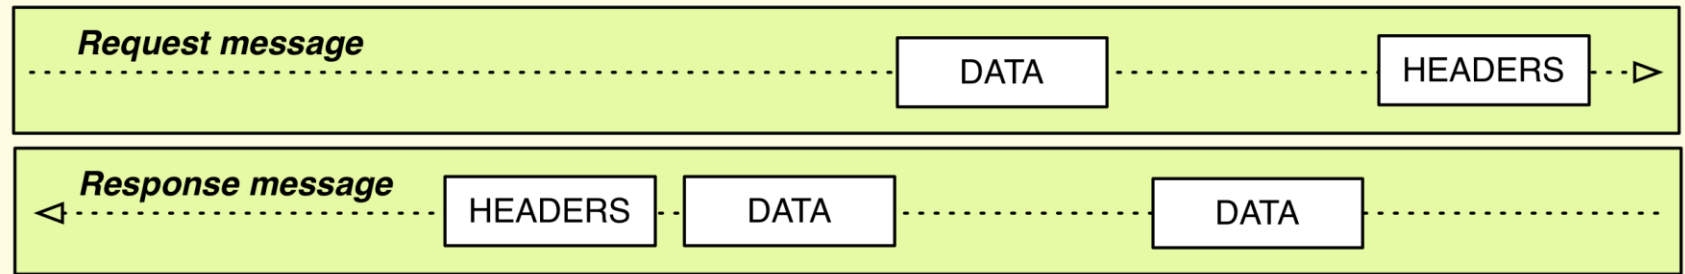 Request message
DATA
HEADERS
Response message
HEADERS
DATA
DATA